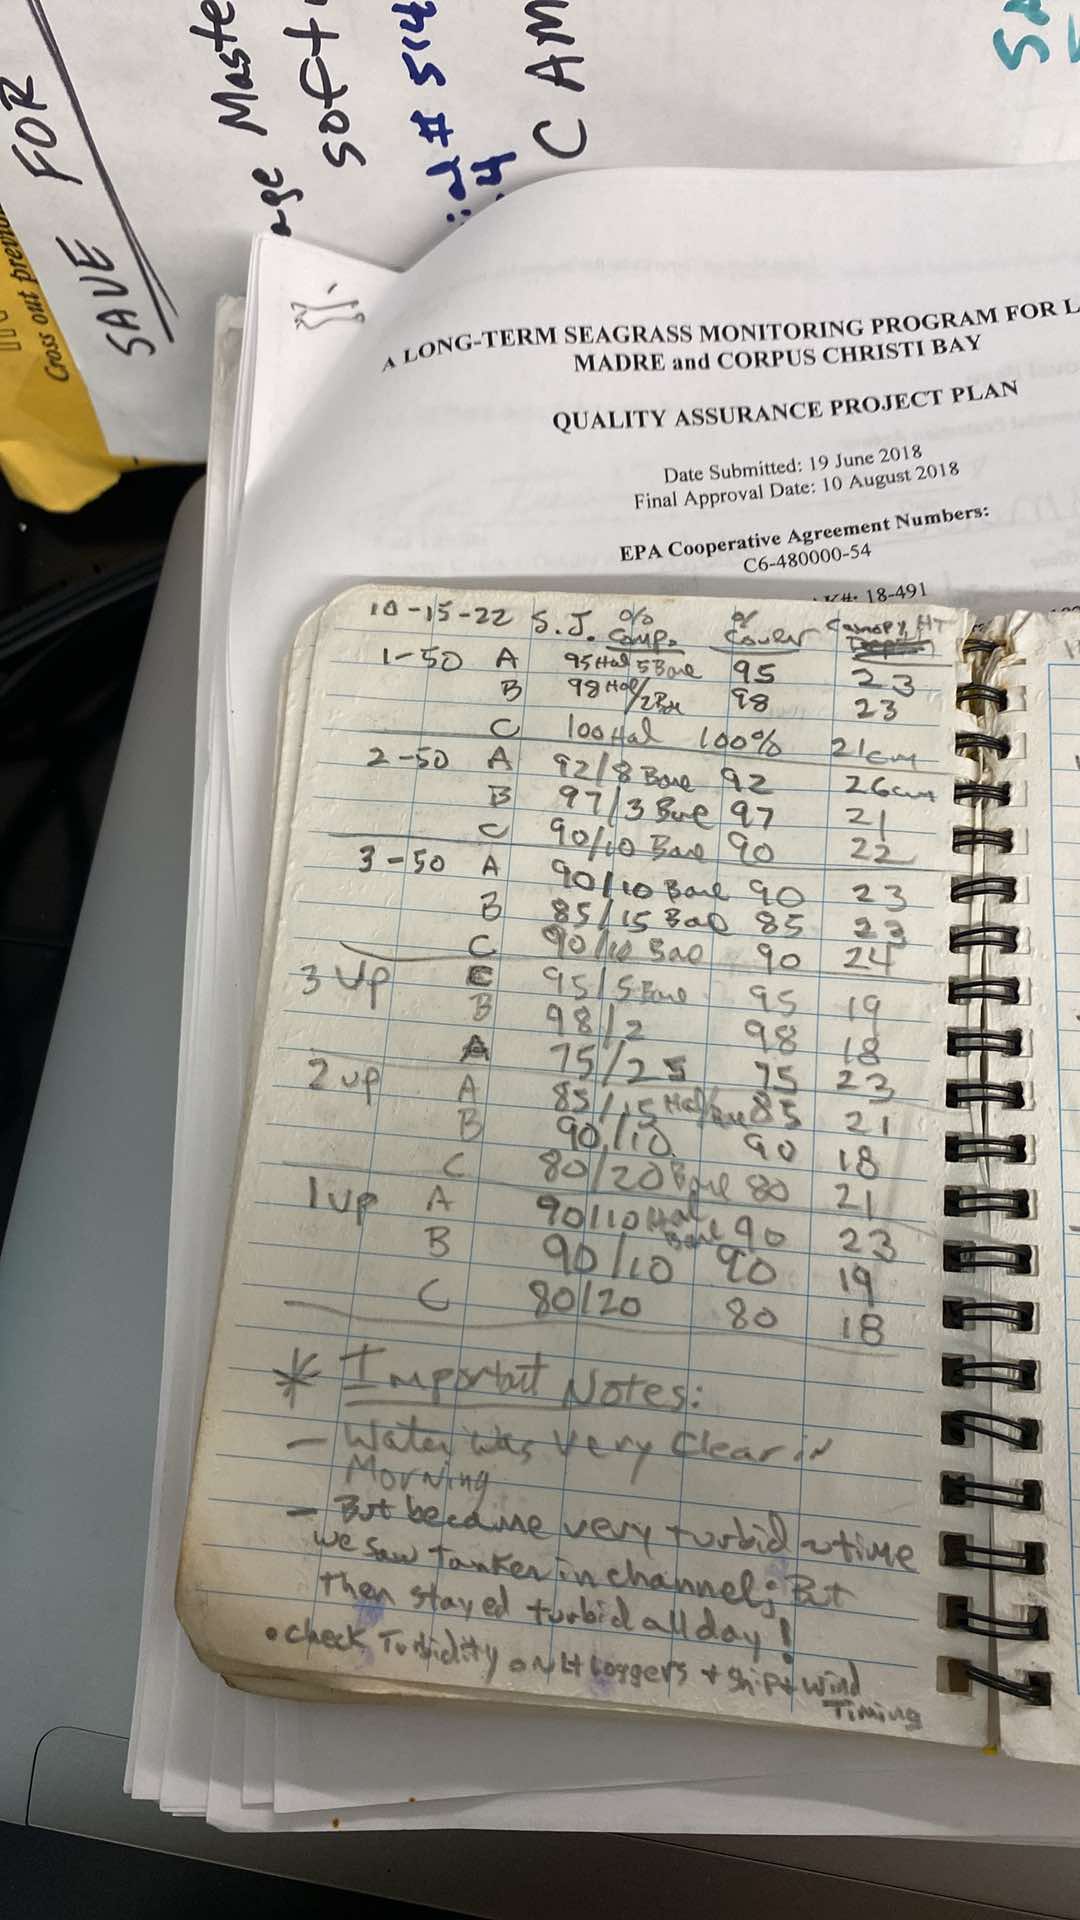 SAVE FOR
Cross out
age Maste
soft
# 514
C AM
A LONG-TERM SEAGRASS MONITORING PROGRAM FOR L
MADRE and CORPUS CHRISTI BAY
QUALITY ASSURANCE PROJECT PLAN
Date Submitted: 19 June 2018
Final Approval Date: 10 August 2018
EPA Cooperative Agreement Numbers:
C6-480000-54
18-491
10-15-22 S.J. % Comp. % Cover Canopy HT
1-50 A 95 Hal 5 Bare 95 23
B 98 Hal/2 Bare 98 23
C 100 Hal 100% 21cm
2-50 A 92/8 Bare 92 26cm
B 97/3 Bare 97 21
C 90/10 Bare 90 22
3-50 A 90/10 Bare 90 23
B 85/15 Bare 85 23
C 90/10 Bare 90 24
3 Up C 95/5 Bare 95 19
B 98/2 98 18
A 75/25 75 23
2 up A 85/15 Hal/Bare 85 21
B 90/10 90 18
C 80/20 Bare 80 21
1 up A 90/10 Hal Bare 90 23
B 90/10 90 19
C 80/20 80 18
* Important Notes:
- Water was very clear in
Morning
- But became very turbid ~time
we saw tanker in channel; But
then stayed turbid all day!
• check Turbidity on Lt Loggers + ship + wind
Timing